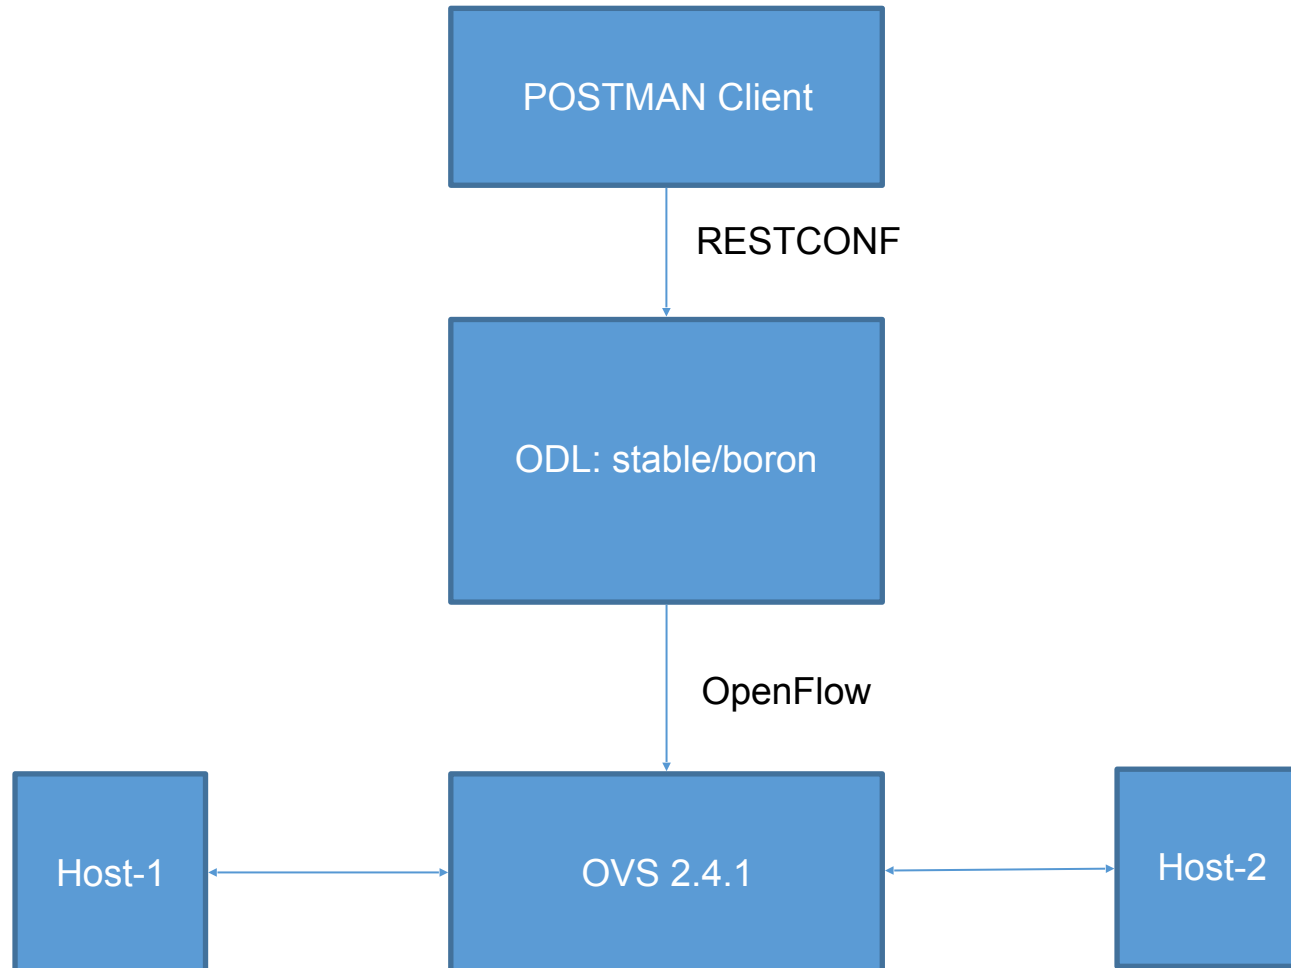 POSTMAN Client
RESTCONF
ODL: stable/boron
OpenFlow
Host-1
OVS 2.4.1
Host-2